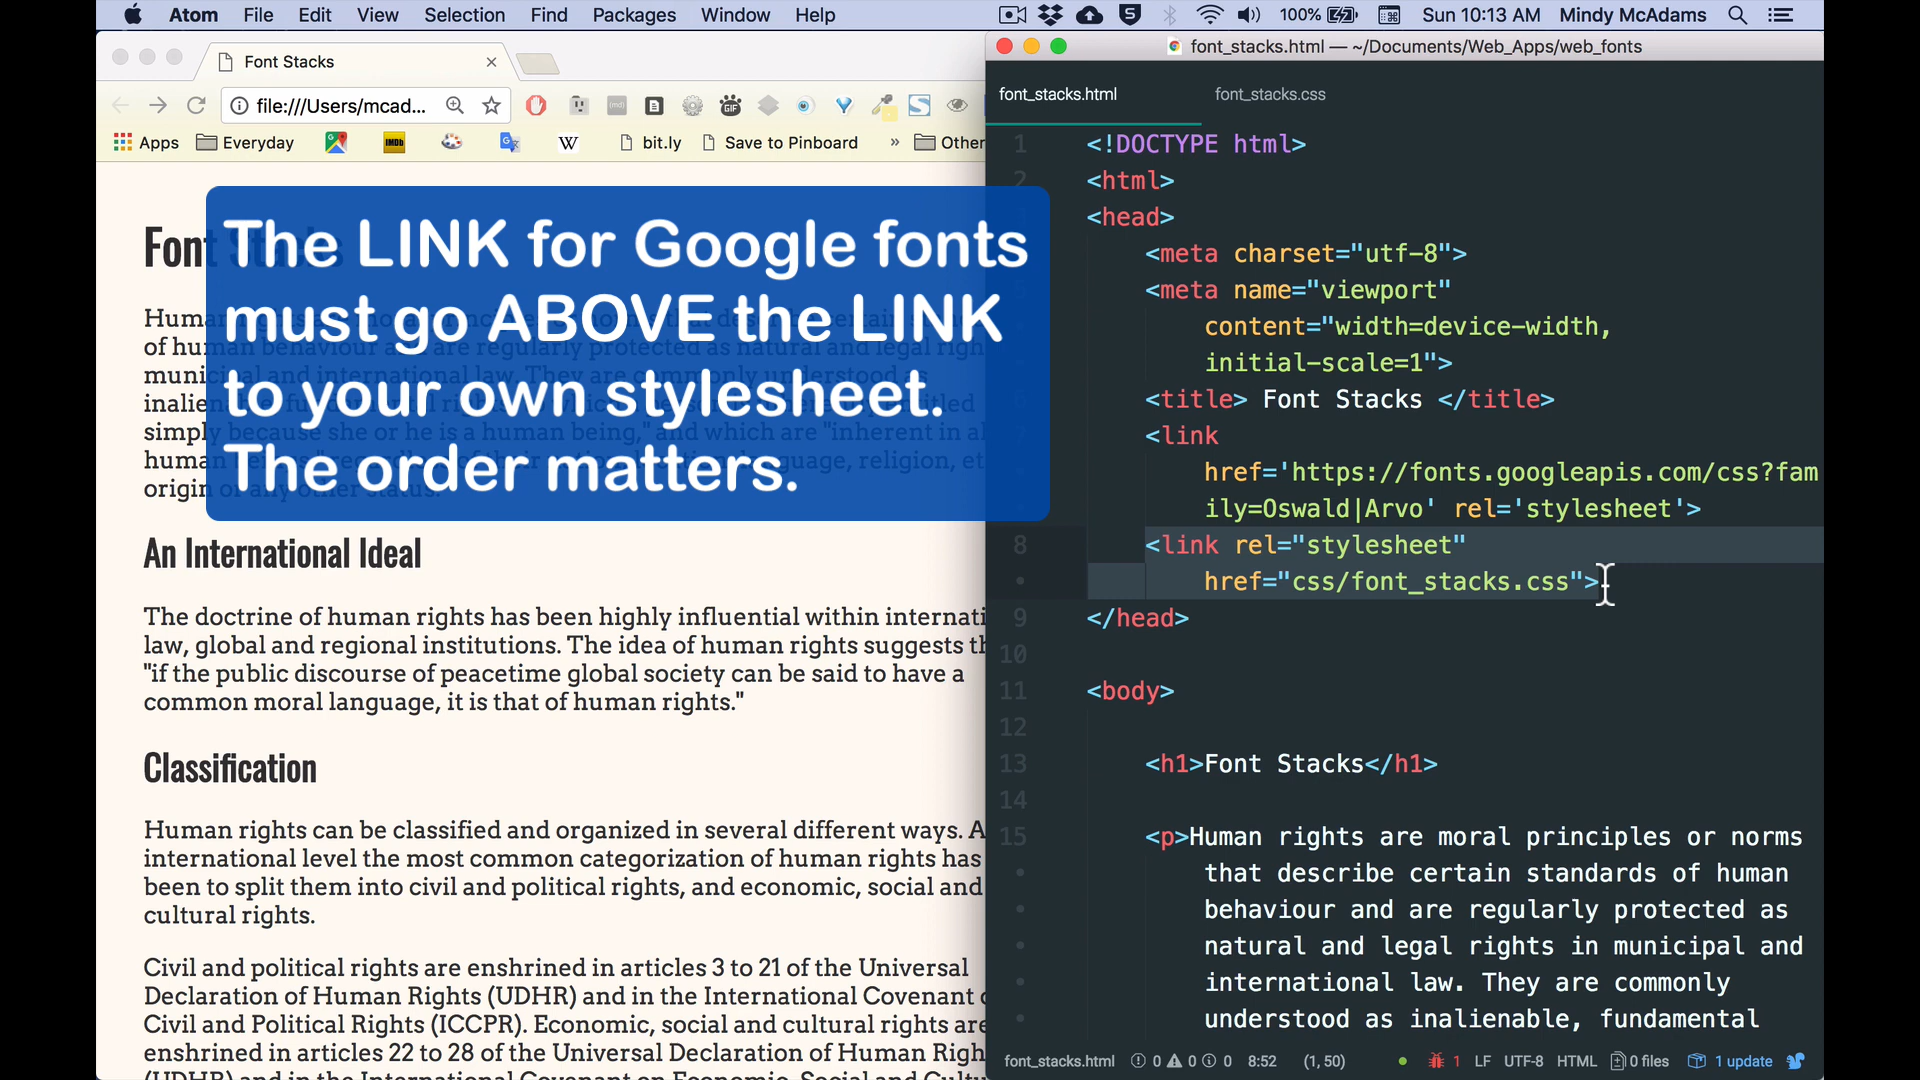 Atom File Edit View Selection Find Packages Window Help 100% Sun 10:13 AM Mindy McAdams
Font Stacks
file:///Users/mcad...
Apps Everyday IMDb W bit.ly Save to Pinboard » Other
The LINK for Google fonts
must go ABOVE the LINK
to your own stylesheet.
The order matters.
Font
An International Ideal
The doctrine of human rights has been highly influential within internati
law, global and regional institutions. The idea of human rights suggests th
"if the public discourse of peacetime global society can be said to have a
common moral language, it is that of human rights."
Classification
Human rights can be classified and organized in several different ways. A
international level the most common categorization of human rights has
been to split them into civil and political rights, and economic, social and
cultural rights.
Civil and political rights are enshrined in articles 3 to 21 of the Universal
Declaration of Human Rights (UDHR) and in the International Covenant
Civil and Political Rights (ICCPR). Economic, social and cultural rights are
enshrined in articles 22 to 28 of the Universal Declaration of Human Righ
font_stacks.html — ~/Documents/Web_Apps/web_fonts
font_stacks.html font_stacks.css
1 <!DOCTYPE html>
2 <html>
<head>
<meta charset="utf-8">
<meta name="viewport"
content="width=device-width,
initial-scale=1">
<title> Font Stacks </title>
<link
href='https://fonts.googleapis.com/css?fam
ily=Oswald|Arvo' rel='stylesheet'>
8 <link rel="stylesheet"
href="css/font_stacks.css">
9 </head>
10
11 <body>
12
13 <h1>Font Stacks</h1>
14
15 <p>Human rights are moral principles or norms
that describe certain standards of human
behaviour and are regularly protected as
natural and legal rights in municipal and
international law. They are commonly
understood as inalienable, fundamental
font_stacks.html 0 0 0 8:52 (1, 50) 1 LF UTF-8 HTML 0 files 1 update